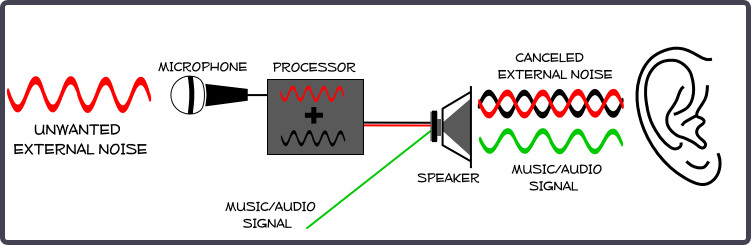 UNWANTED
EXTERNAL NOISE
MICROPHONE
PROCESSOR
+
MUSIC/AUDIO
SIGNAL
SPEAKER
CANCELED
EXTERNAL NOISE
MUSIC/AUDIO
SIGNAL